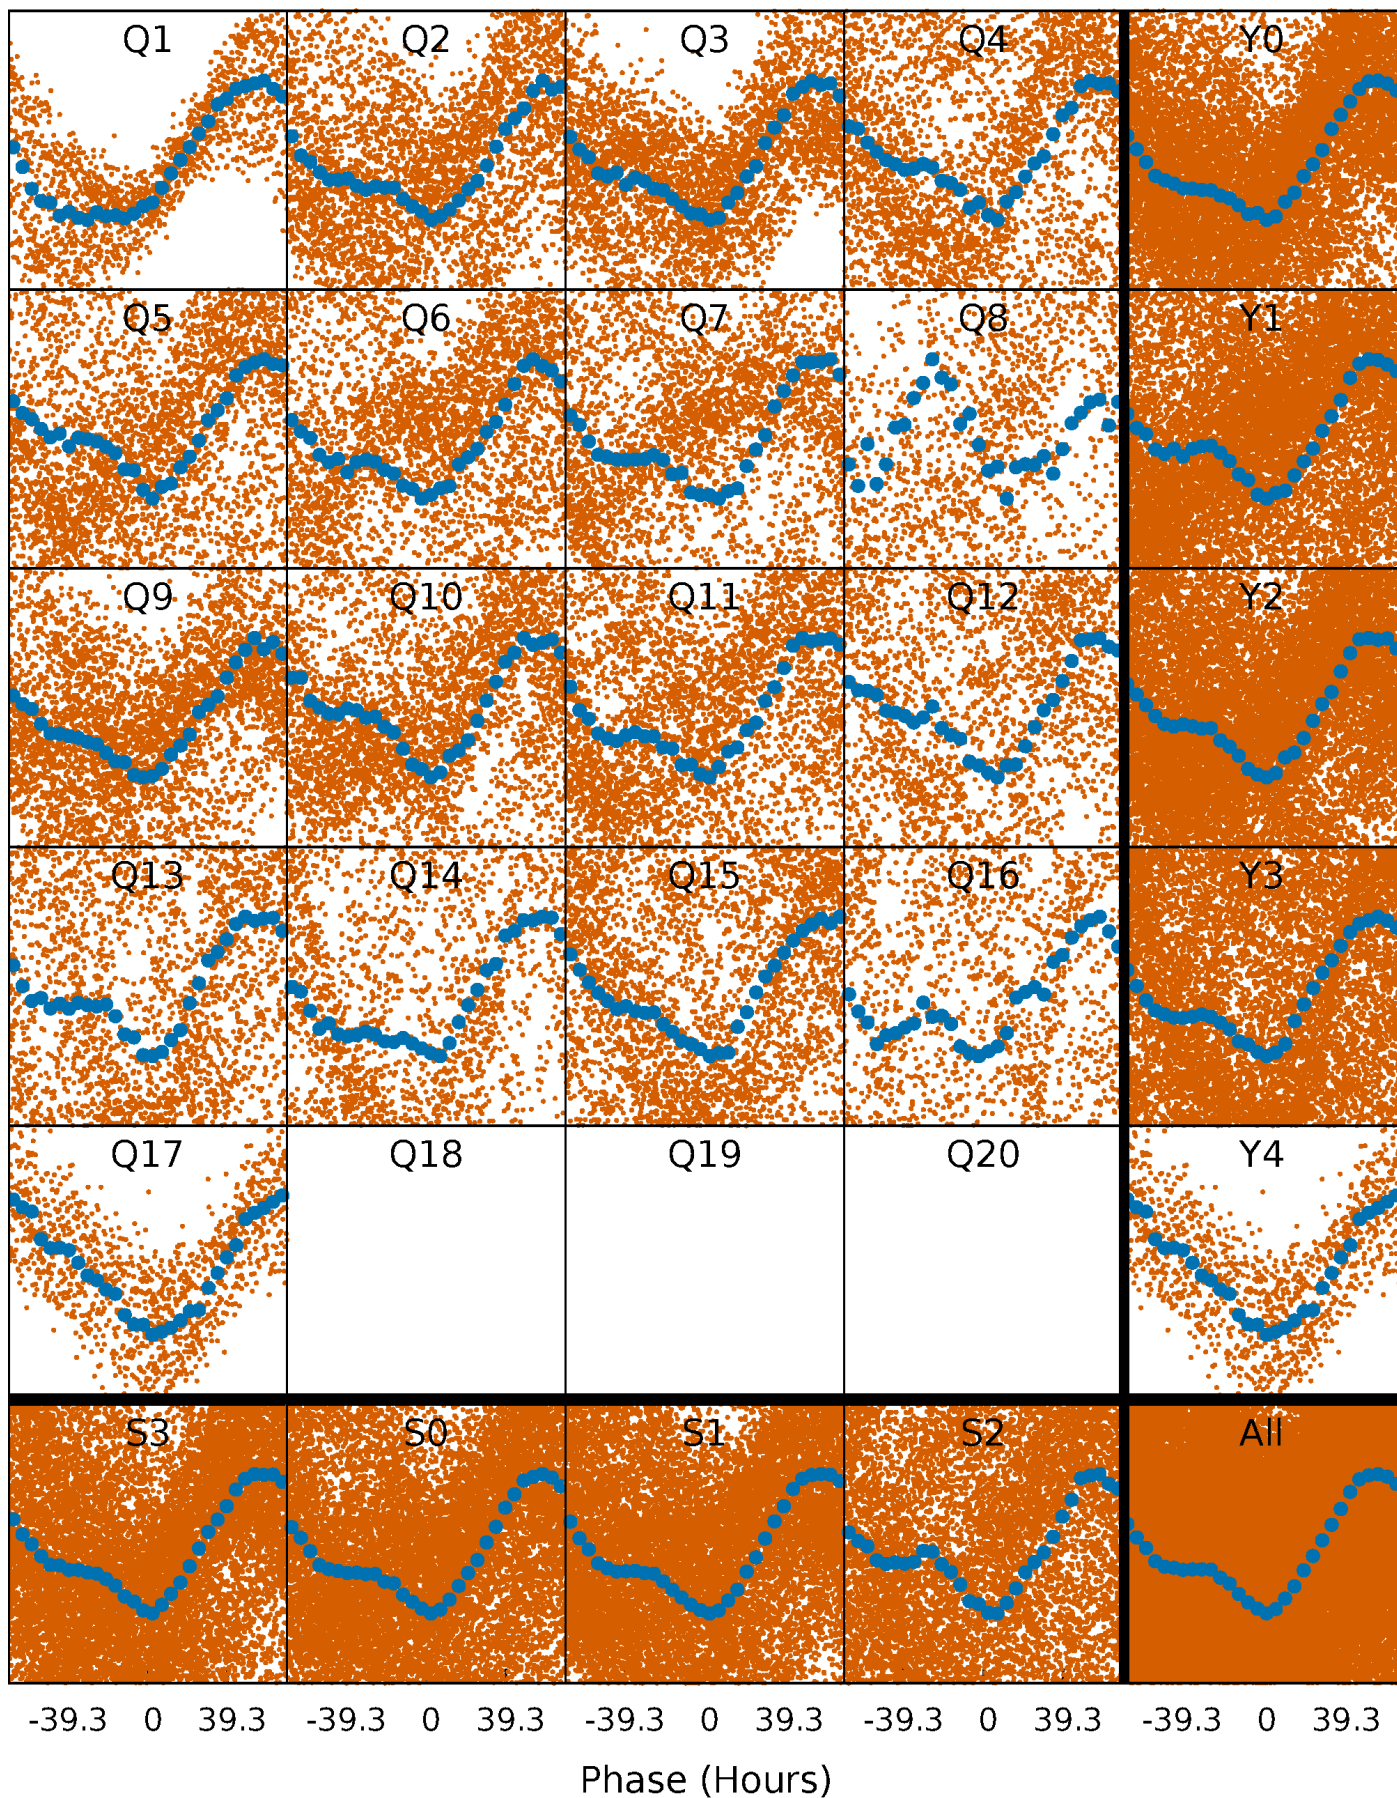 Q1 Q2 Q3 Q4 Y0
Q5 Q6 Q7 Q8 Y1
Q9 Q10 Q11 Q12 Y2
Q13 Q14 Q15 Q16 Y3
Q17 Q18 Q19 Q20 Y4
S3 S0 S1 S2 All
-39.3 0 39.3 -39.3 0 39.3 -39.3 0 39.3 -39.3 0 39.3 -39.3 0 39.3
Phase (Hours)